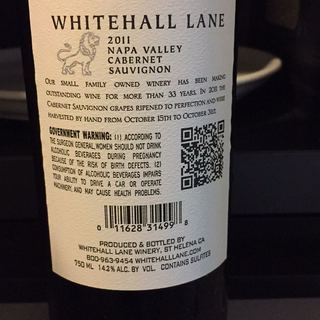 WHITEHALL LANE
2011
NAPA VALLEY
CABERNET
SAUVIGNON
OUR SMALL FAMILY OWNED WINERY HAS BEEN MAKING
OUTSTANDING WINE FOR MORE THAN 33 YEARS. IN 2011 THE
CABERNET SAUVIGNON GRAPES RIPENED TO PERFECTION AND WERE
HARVESTED BY HAND FROM OCTOBER 15TH TO OCTOBER 31ST.
GOVERNMENT WARNING: (1) ACCORDING TO
THE SURGEON GENERAL, WOMEN SHOULD NOT DRINK
ALCOHOLIC BEVERAGES DURING PREGNANCY
BECAUSE OF THE RISK OF BIRTH DEFECTS. (2)
CONSUMPTION OF ALCOHOLIC BEVERAGES IMPAIRS
YOUR ABILITY TO DRIVE A CAR OR OPERATE
MACHINERY, AND MAY CAUSE HEALTH PROBLEMS.
0 11628 31499 8
PRODUCED & BOTTLED BY
WHITEHALL LANE WINERY, ST HELENA CA
800-963-9454 WHITEHALLLANE.COM
750 ML 14.2% ALC. BY VOL. CONTAINS SULFITES